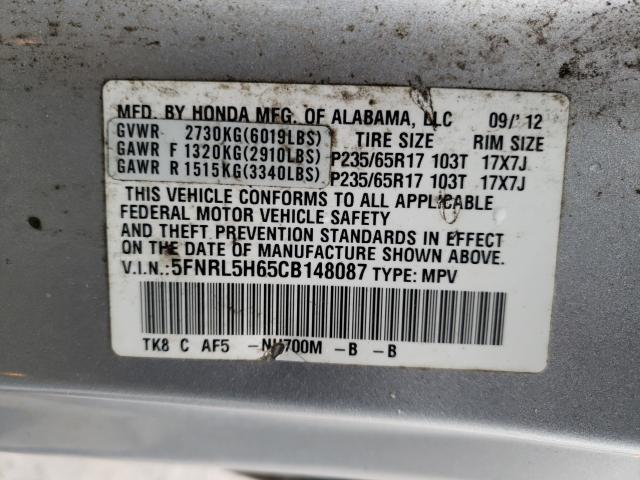 MFD. BY HONDA MFG. OF ALABAMA, LLC 09/'12
GVWR 2730KG(6019LBS) TIRE SIZE RIM SIZE
GAWR F 1320KG(2910LBS) P235/65R17 103T 17X7J
GAWR R 1515KG(3340LBS) P235/65R17 103T 17X7J
THIS VEHICLE CONFORMS TO ALL APPLICABLE
FEDERAL MOTOR VEHICLE SAFETY
AND THEFT PREVENTION STANDARDS IN EFFECT
ON THE DATE OF MANUFACTURE SHOWN ABOVE.
V.I.N.:5FNRL5H65CB148087 TYPE: MPV
TK8 C AF5 -NH700M -B -B